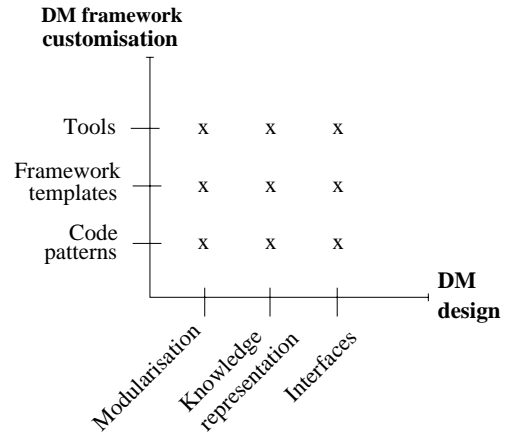 DM framework
customisation
Tools
x x x
Framework
templates
x x x
Code
patterns
x x x
DM
design
Modularisation
Knowledge
representation
Interfaces